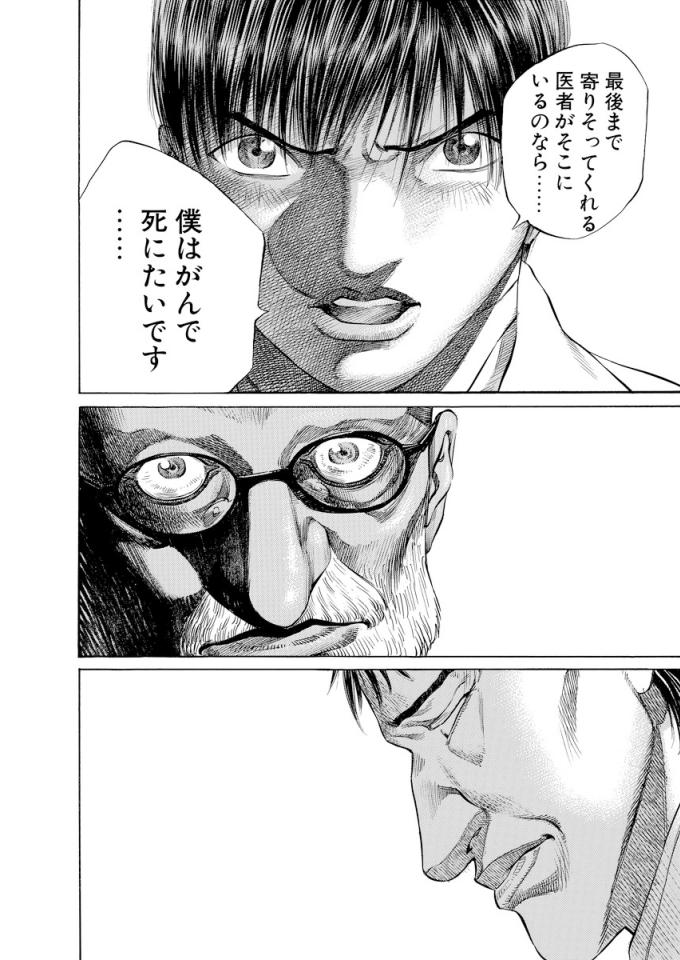 最後まで
寄りそってくれる
医者がそこに
いるのなら……
僕はがんで
死にたいです
……